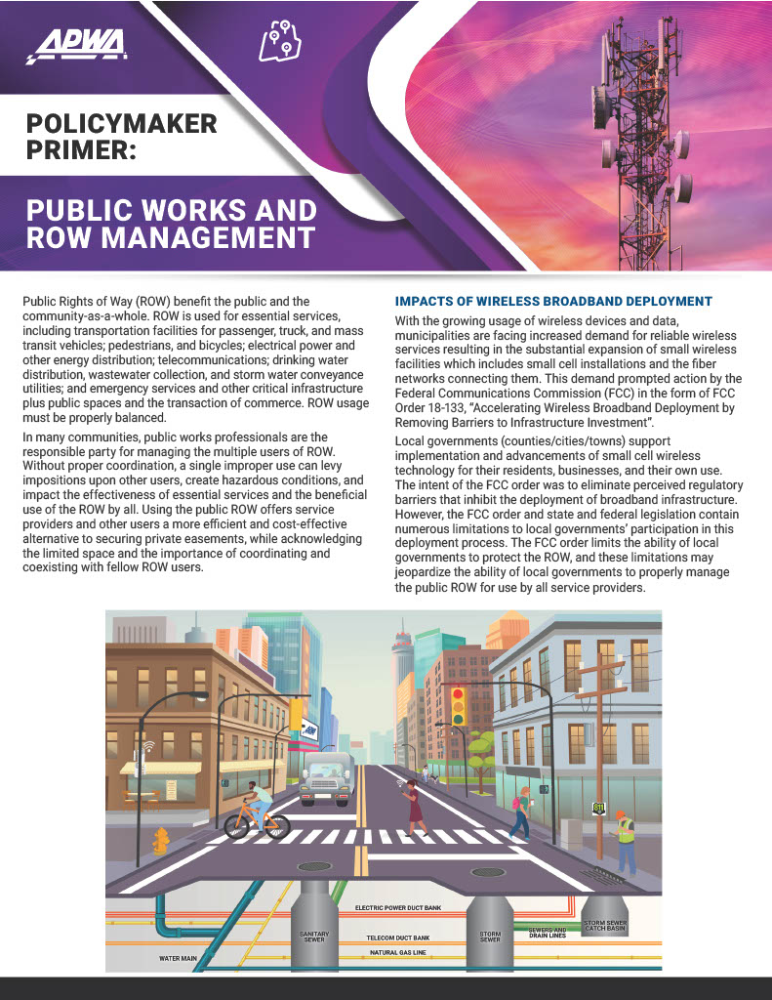 APWA
POLICYMAKER
PRIMER:
PUBLIC WORKS AND
ROW MANAGEMENT
Public Rights of Way (ROW) benefit the public and the
community-as-a-whole. ROW is used for essential services,
including transportation facilities for passenger, truck, and mass
transit vehicles; pedestrians, and bicycles; electrical power and
other energy distribution; telecommunications; drinking water
distribution, wastewater collection, and storm water conveyance
utilities; and emergency services and other critical infrastructure
plus public spaces and the transaction of commerce. ROW usage
must be properly balanced.
In many communities, public works professionals are the
responsible party for managing the multiple users of ROW.
Without proper coordination, a single improper use can levy
impositions upon other users, create hazardous conditions, and
impact the effectiveness of essential services and the beneficial
use of the ROW by all. Using the public ROW offers service
providers and other users a more efficient and cost-effective
alternative to securing private easements, while acknowledging
the limited space and the importance of coordinating and
coexisting with fellow ROW users.
IMPACTS OF WIRELESS BROADBAND DEPLOYMENT
With the growing usage of wireless devices and data,
municipalities are facing increased demand for reliable wireless
services resulting in the substantial expansion of small wireless
facilities which includes small cell installations and the fiber
networks connecting them. This demand prompted action by the
Federal Communications Commission (FCC) in the form of FCC
Order 18-133, “Accelerating Wireless Broadband Deployment by
Removing Barriers to Infrastructure Investment”.
Local governments (counties/cities/towns) support
implementation and advancements of small cell wireless
technology for their residents, businesses, and their own use.
The intent of the FCC order was to eliminate perceived regulatory
barriers that inhibit the deployment of broadband infrastructure.
However, the FCC order and state and federal legislation contain
numerous limitations to local governments’ participation in this
deployment process. The FCC order limits the ability of local
governments to protect the ROW, and these limitations may
jeopardize the ability of local governments to properly manage
the public ROW for use by all service providers.
APWA
811
ELECTRIC POWER DUCT BANK
SANITARY
SEWER
TELECOM DUCT BANK
NATURAL GAS LINE
WATER MAIN
STORM
SEWER
SEWERS AND
DRAIN LINES
STORM SEWER
CATCH BASIN